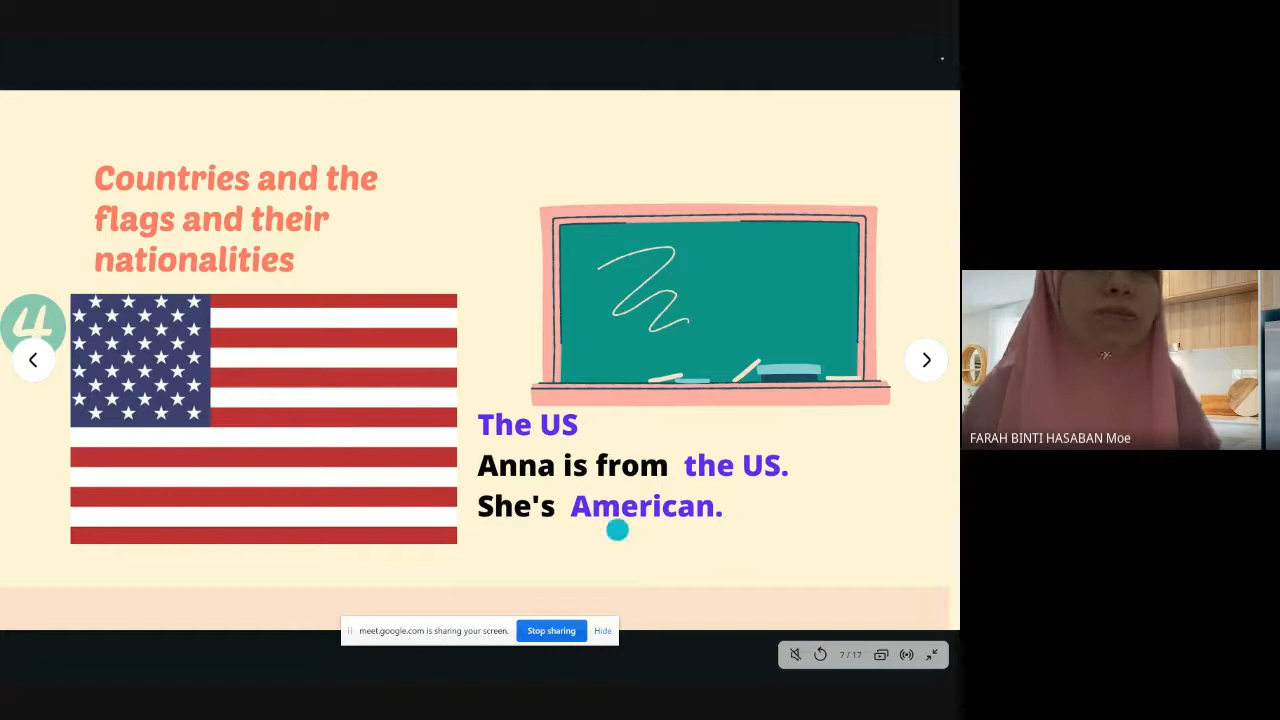 Countries and the
flags and their
nationalities
4
The US
Anna is from the US.
She's American.
meet.google.com is sharing your screen.
Stop sharing
Hide
7 / 17
FARAH BINTI HASABAN Moe